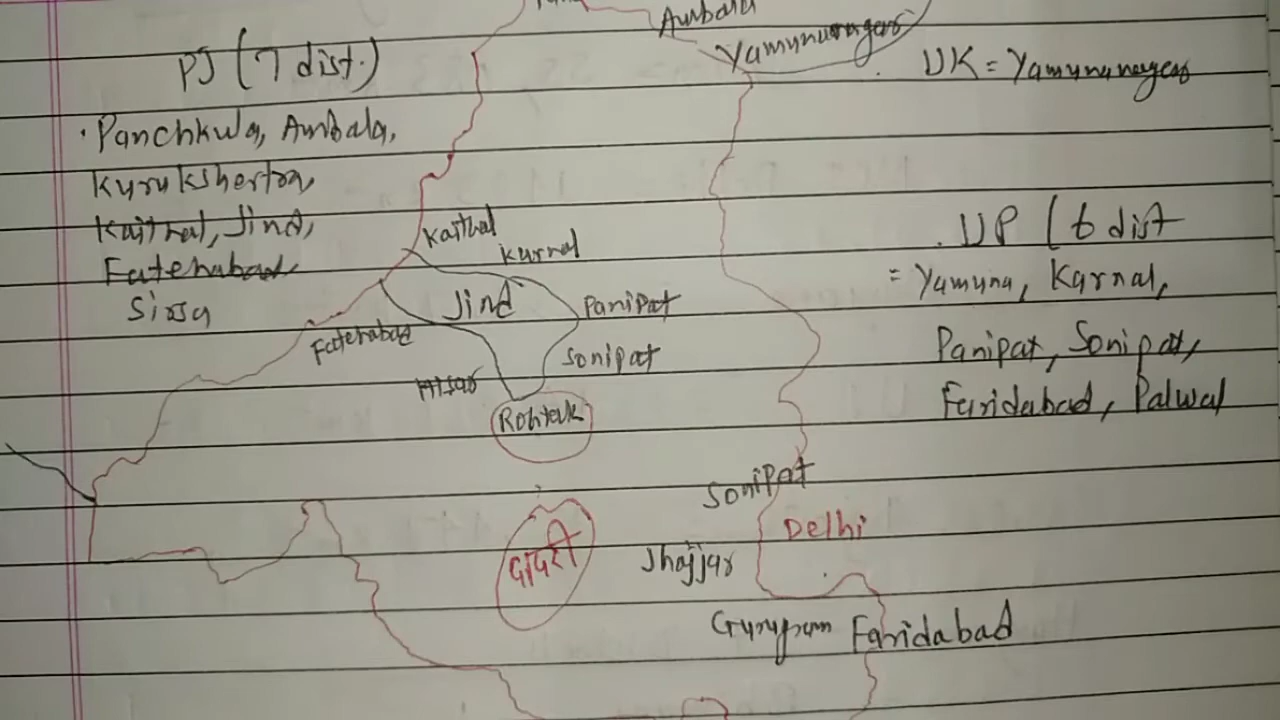 Ambala
Yamunanagar
PJ (7 dist.)
UK = Yamunanagar
Panchkula, Ambala,
Kurukshertra,
Kaithal, Jind,
Fatehabad,
Sirsa
UP ( 6 dist
= Yamuna, Karnal,
Panipat, Sonipat,
Faridabad, Palwal
Kaithal
Karnal
Jind
Panipat
Fatehabad
Sonipat
Hisar
Rohtak
Sonipat
Delhi
Jhajjar
Gurugram Faridabad